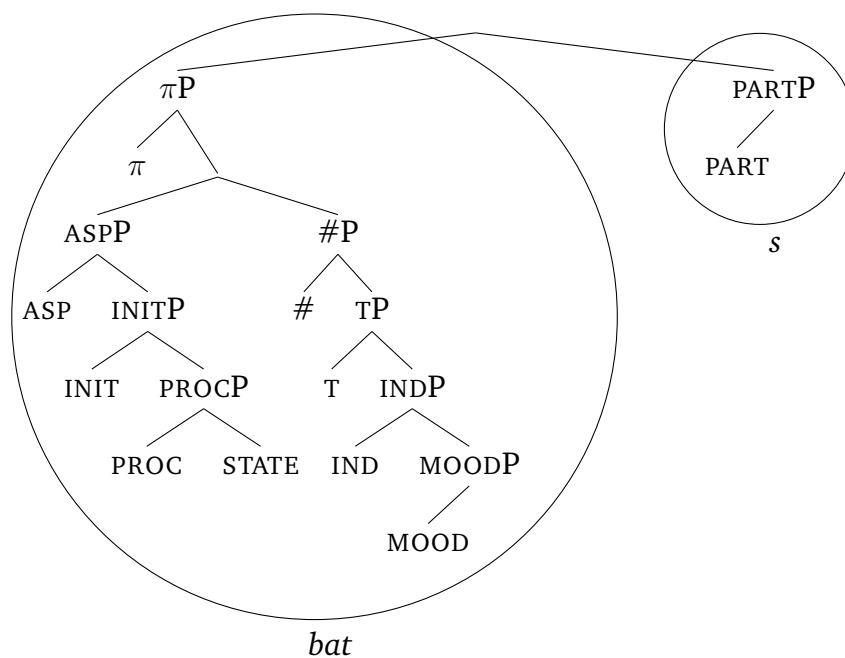 πP PARTP
π PART
ASPP #P
s
ASP INITP # TP
INIT PROCP T INDP
PROC STATE IND MOODP
MOOD
bat